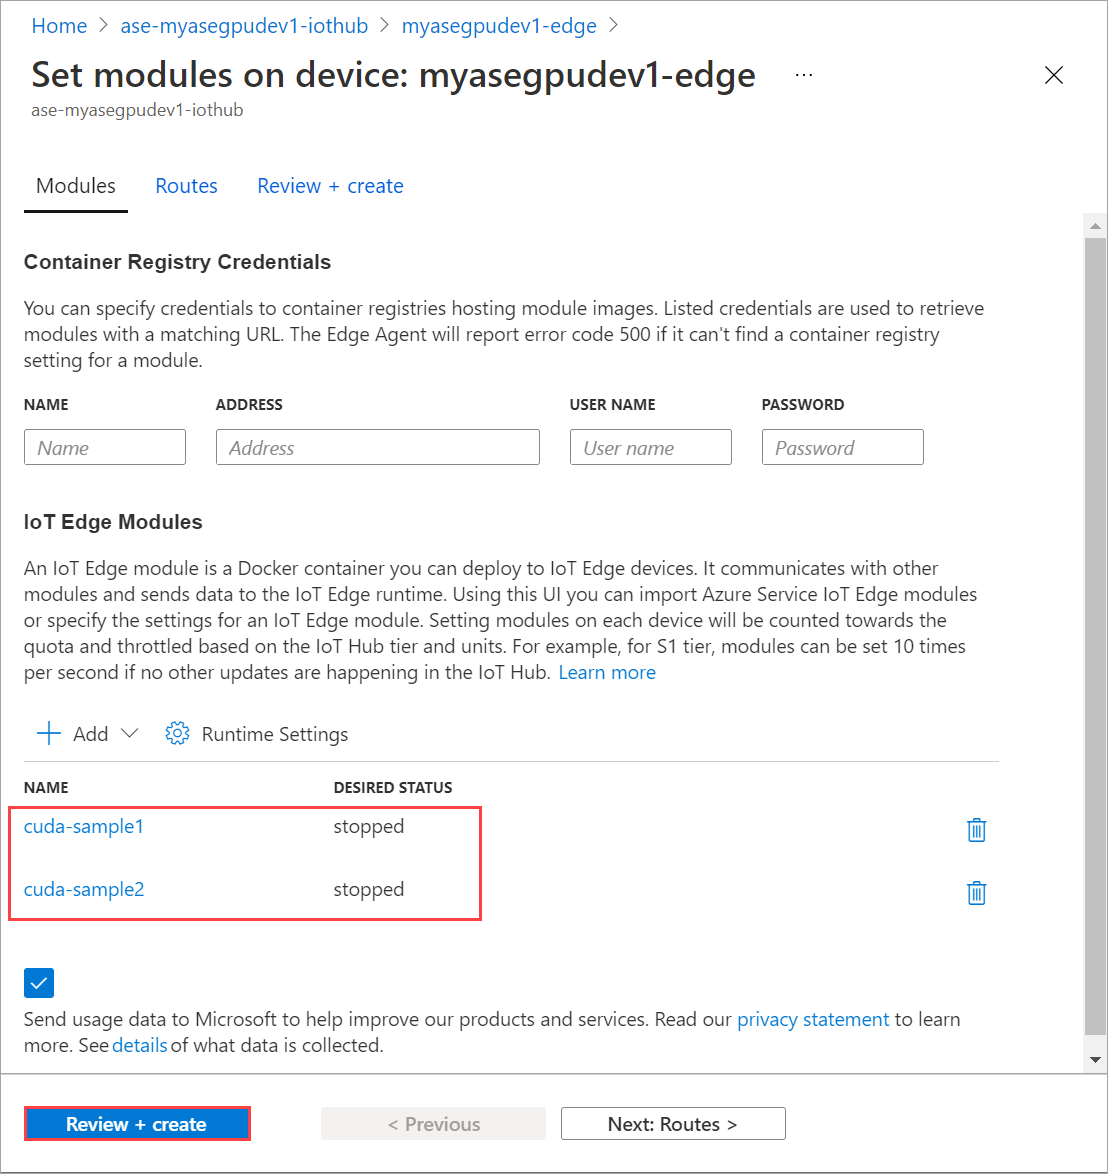 Home > ase-myasegpudev1-iothub > myasegpudev1-edge >
Set modules on device: myasegpudev1-edge ...
ase-myasegpudev1-iothub
Modules Routes Review + create
Container Registry Credentials
You can specify credentials to container registries hosting module images. Listed credentials are used to retrieve
modules with a matching URL. The Edge Agent will report error code 500 if it can't find a container registry
setting for a module.
NAME ADDRESS USER NAME PASSWORD
Name Address User name Password
IoT Edge Modules
An IoT Edge module is a Docker container you can deploy to IoT Edge devices. It communicates with other
modules and sends data to the IoT Edge runtime. Using this UI you can import Azure Service IoT Edge modules
or specify the settings for an IoT Edge module. Setting modules on each device will be counted towards the
quota and throttled based on the IoT Hub tier and units. For example, for S1 tier, modules can be set 10 times
per second if no other updates are happening in the IoT Hub. Learn more
Add Runtime Settings
NAME DESIRED STATUS
cuda-sample1 stopped
cuda-sample2 stopped
Send usage data to Microsoft to help improve our products and services. Read our privacy statement to learn
more. See details of what data is collected.
Review + create < Previous Next: Routes >